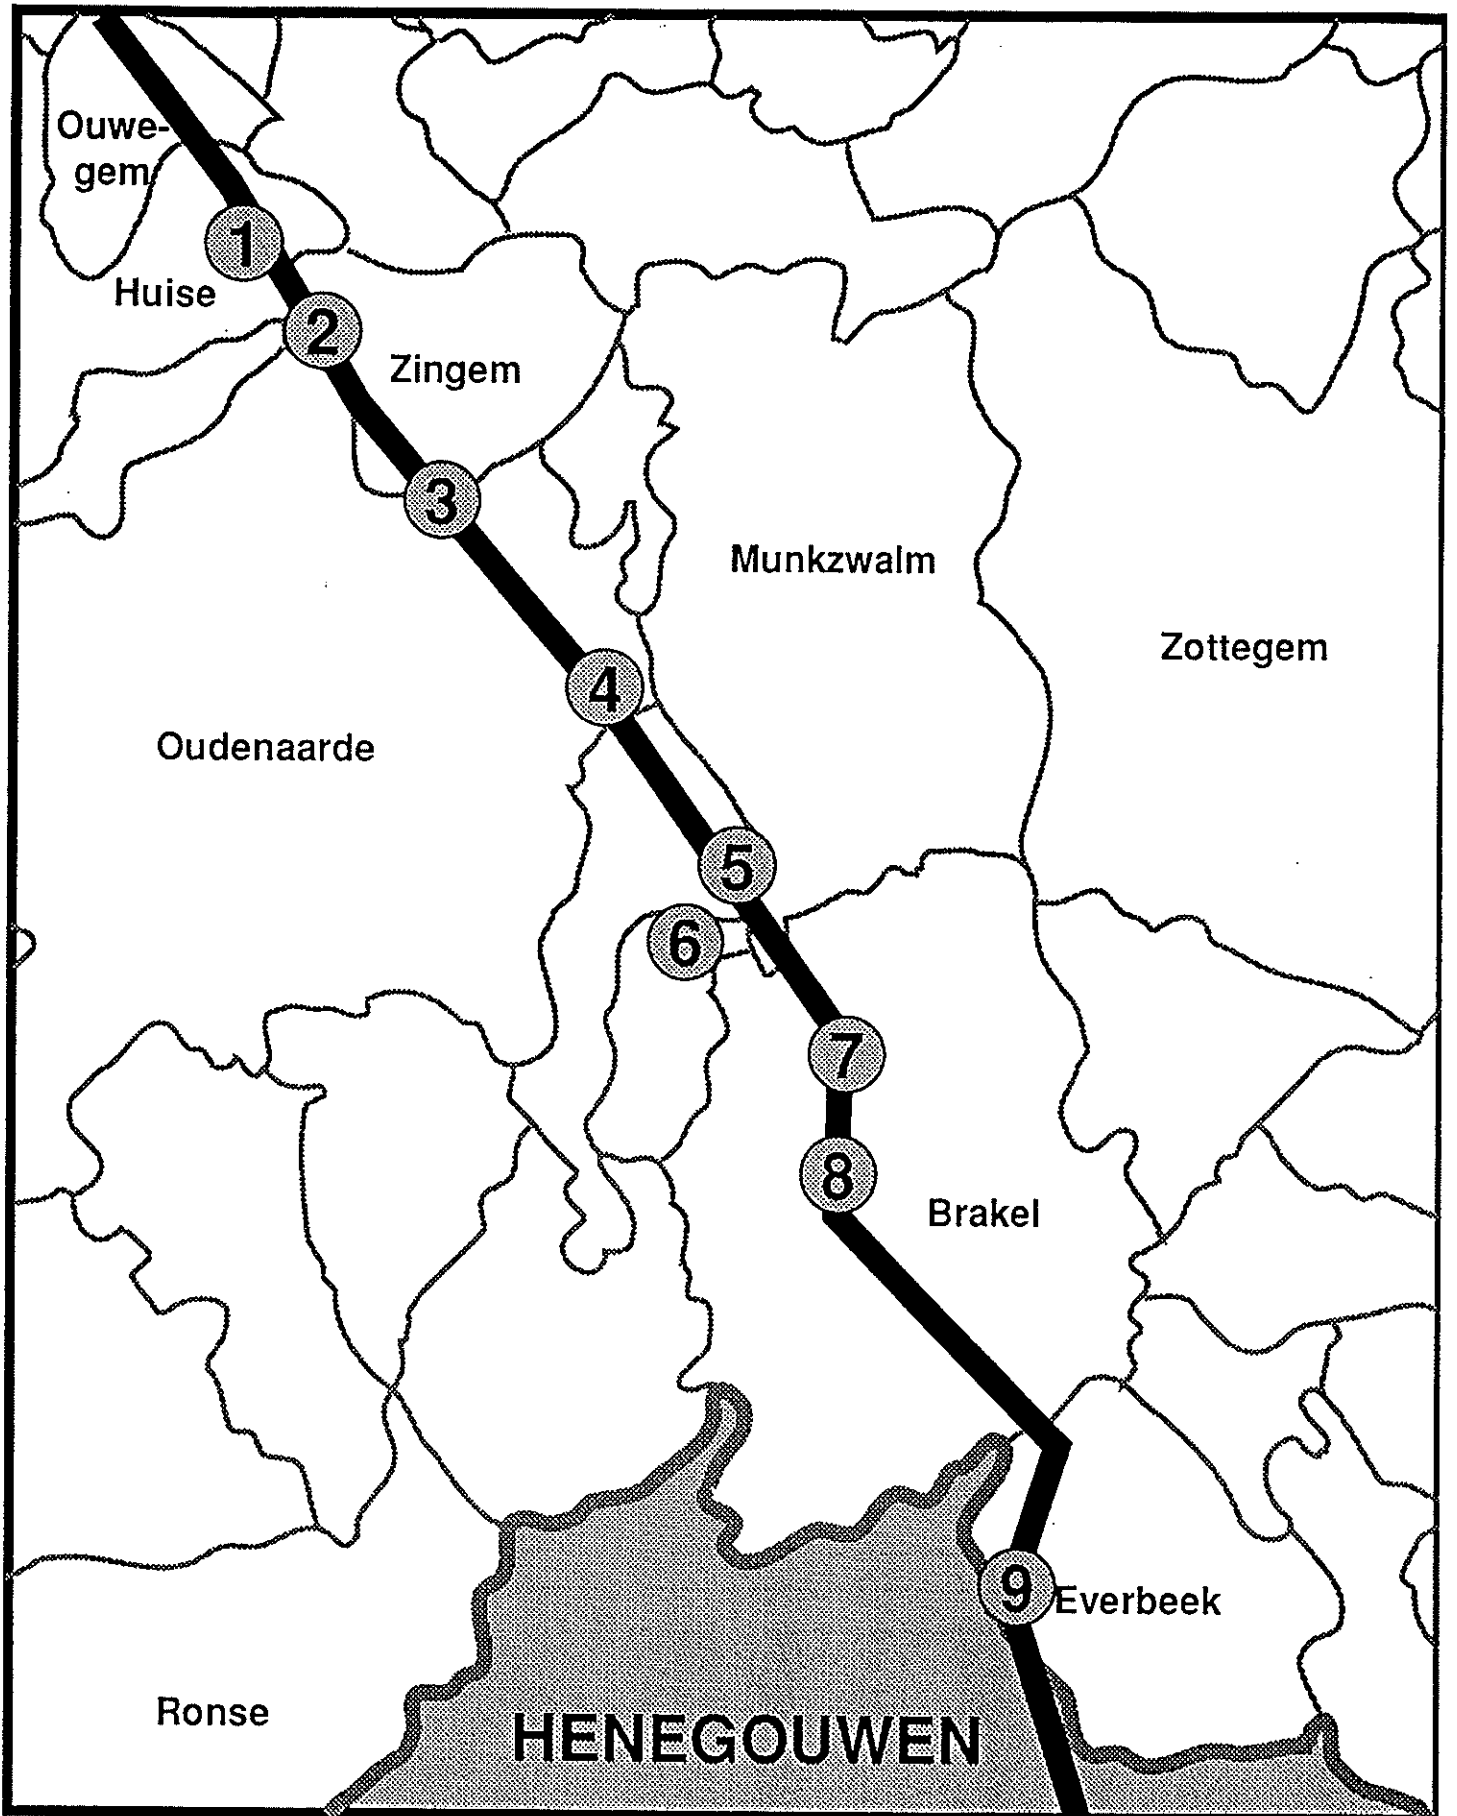 Ouwe-
gem
1
Huise
2
Zingem
3
Munkzwalm
Zottegem
4
Oudenaarde
5
6
7
8
Brakel
9
Everbeek
Ronse
HENEGOUWEN